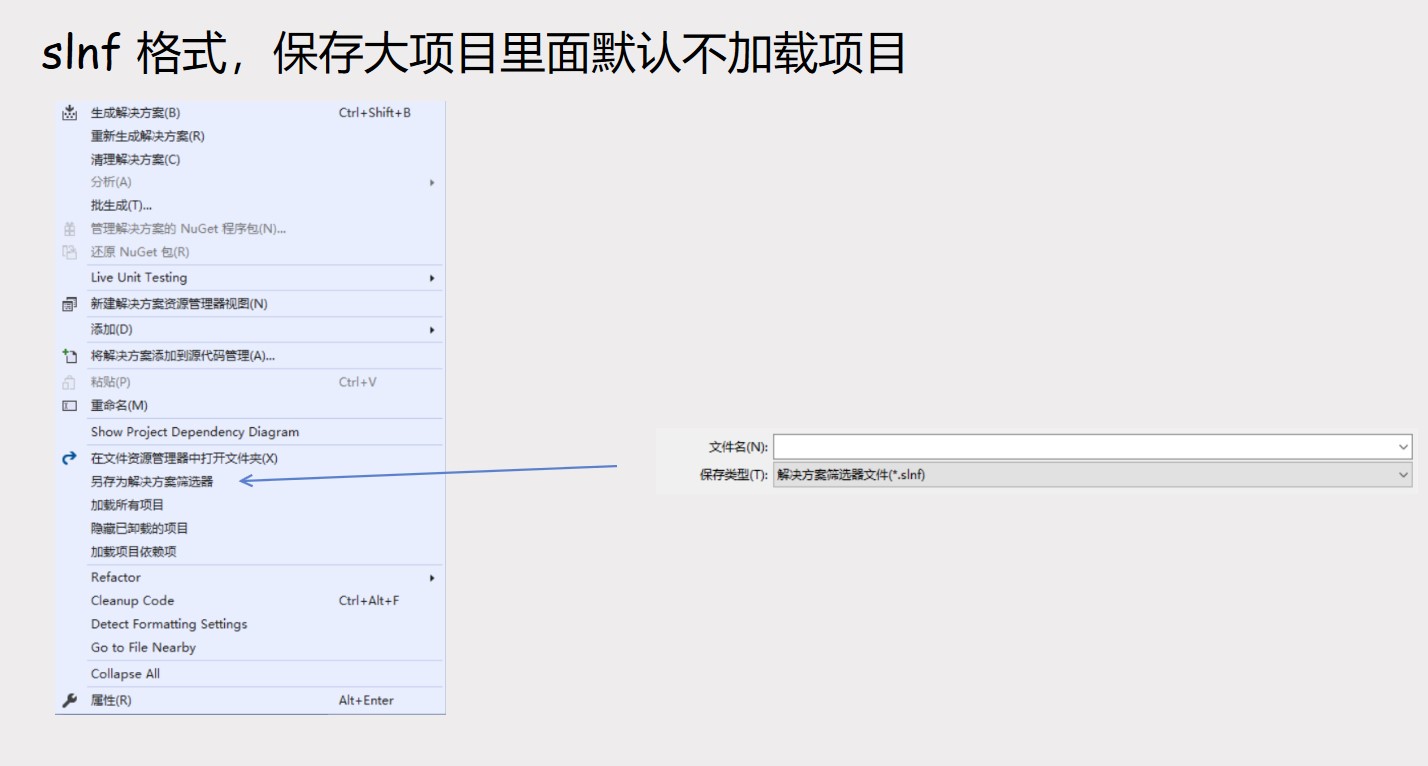 slnf 格式，保存大项目里面默认不加载项目
生成解决方案(B) Ctrl+Shift+B
重新生成解决方案(R)
清理解决方案(C)
分析(A)
批生成(T)...
管理解决方案的 NuGet 程序包(N)...
还原 NuGet 包(R)
Live Unit Testing
新建解决方案资源管理器视图(N)
添加(D)
将解决方案添加到源代码管理(A)...
粘贴(P) Ctrl+V
重命名(M)
Show Project Dependency Diagram
在文件资源管理器中打开文件夹(X)
另存为解决方案筛选器
加载所有项目
隐藏已卸载的项目
加载项目依赖项
Refactor
Cleanup Code Ctrl+Alt+F
Detect Formatting Settings
Go to File Nearby
Collapse All
属性(R) Alt+Enter
文件名(N):
保存类型(T): 解决方案筛选器文件(*.slnf)